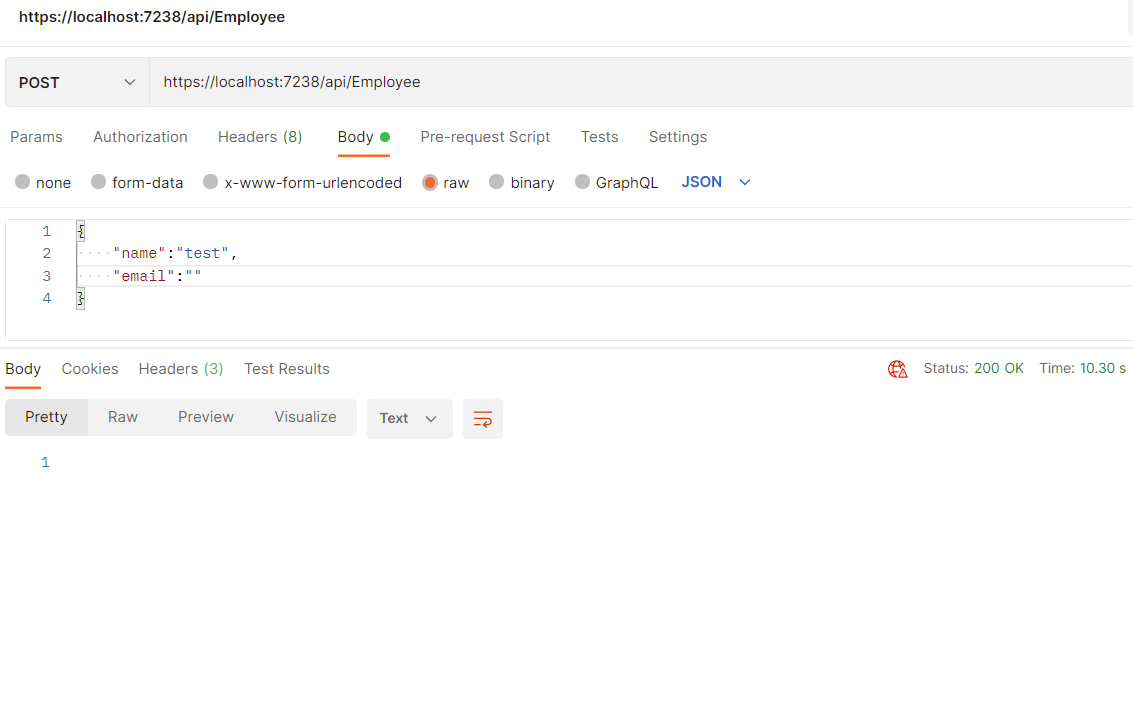 https://localhost:7238/api/Employee
POST https://localhost:7238/api/Employee
Params Authorization Headers (8) Body Pre-request Script Tests Settings
none form-data x-www-form-urlencoded raw binary GraphQL JSON
1 {
2 ····"name":"test",
3 ····"email":""
4 }
Body Cookies Headers (3) Test Results Status: 200 OK Time: 10.30 s
Pretty Raw Preview Visualize Text
1